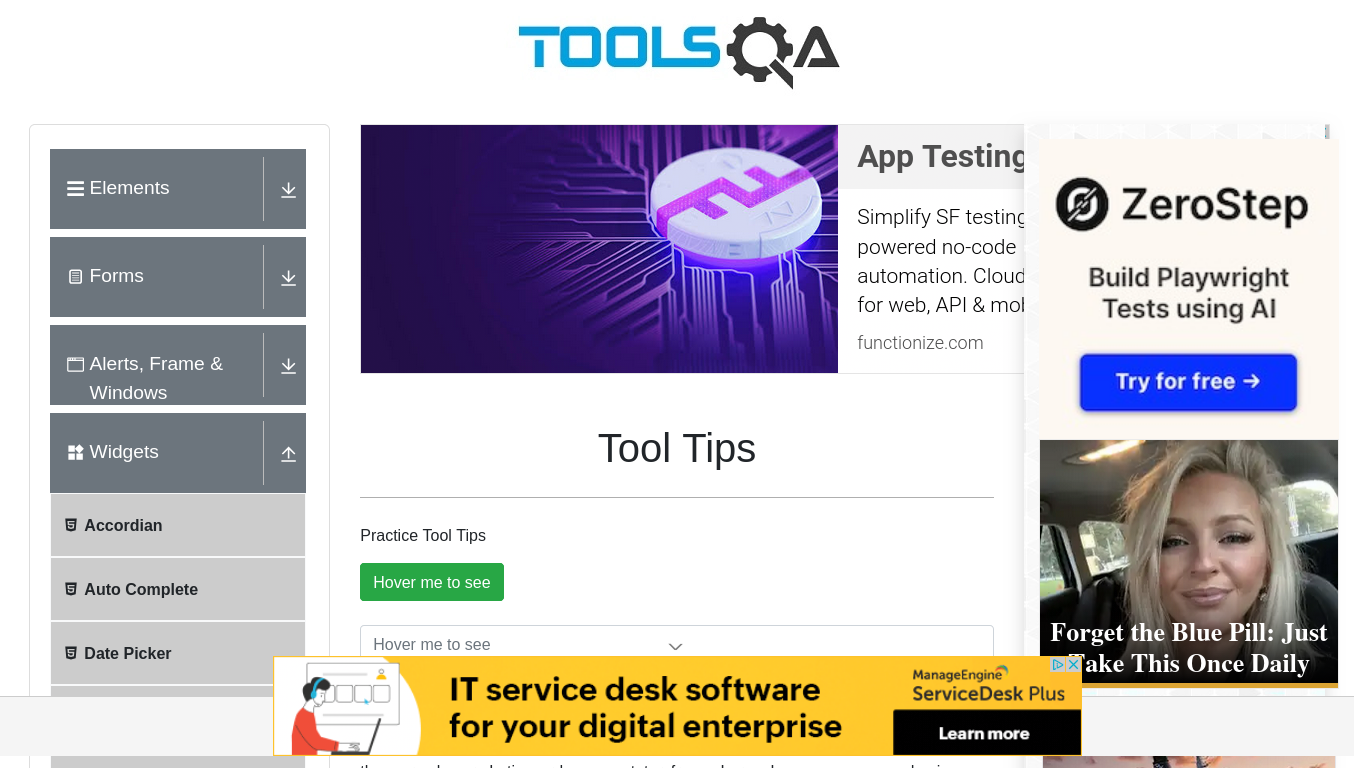 TOOLSQA
Elements
Forms
Alerts, Frame &
Windows
Widgets
Accordian
Auto Complete
Date Picker
App Testing
Simplify SF testing
powered no-code
automation. Cloud
for web, API & mob
functionize.com
Tool Tips
Practice Tool Tips
Hover me to see
Hover me to see
ZeroStep
Build Playwright
Tests using AI
Try for free →
Forget the Blue Pill: Just
Take This Once Daily
IT service desk software
for your digital enterprise
ManageEngine
ServiceDesk Plus
Learn more